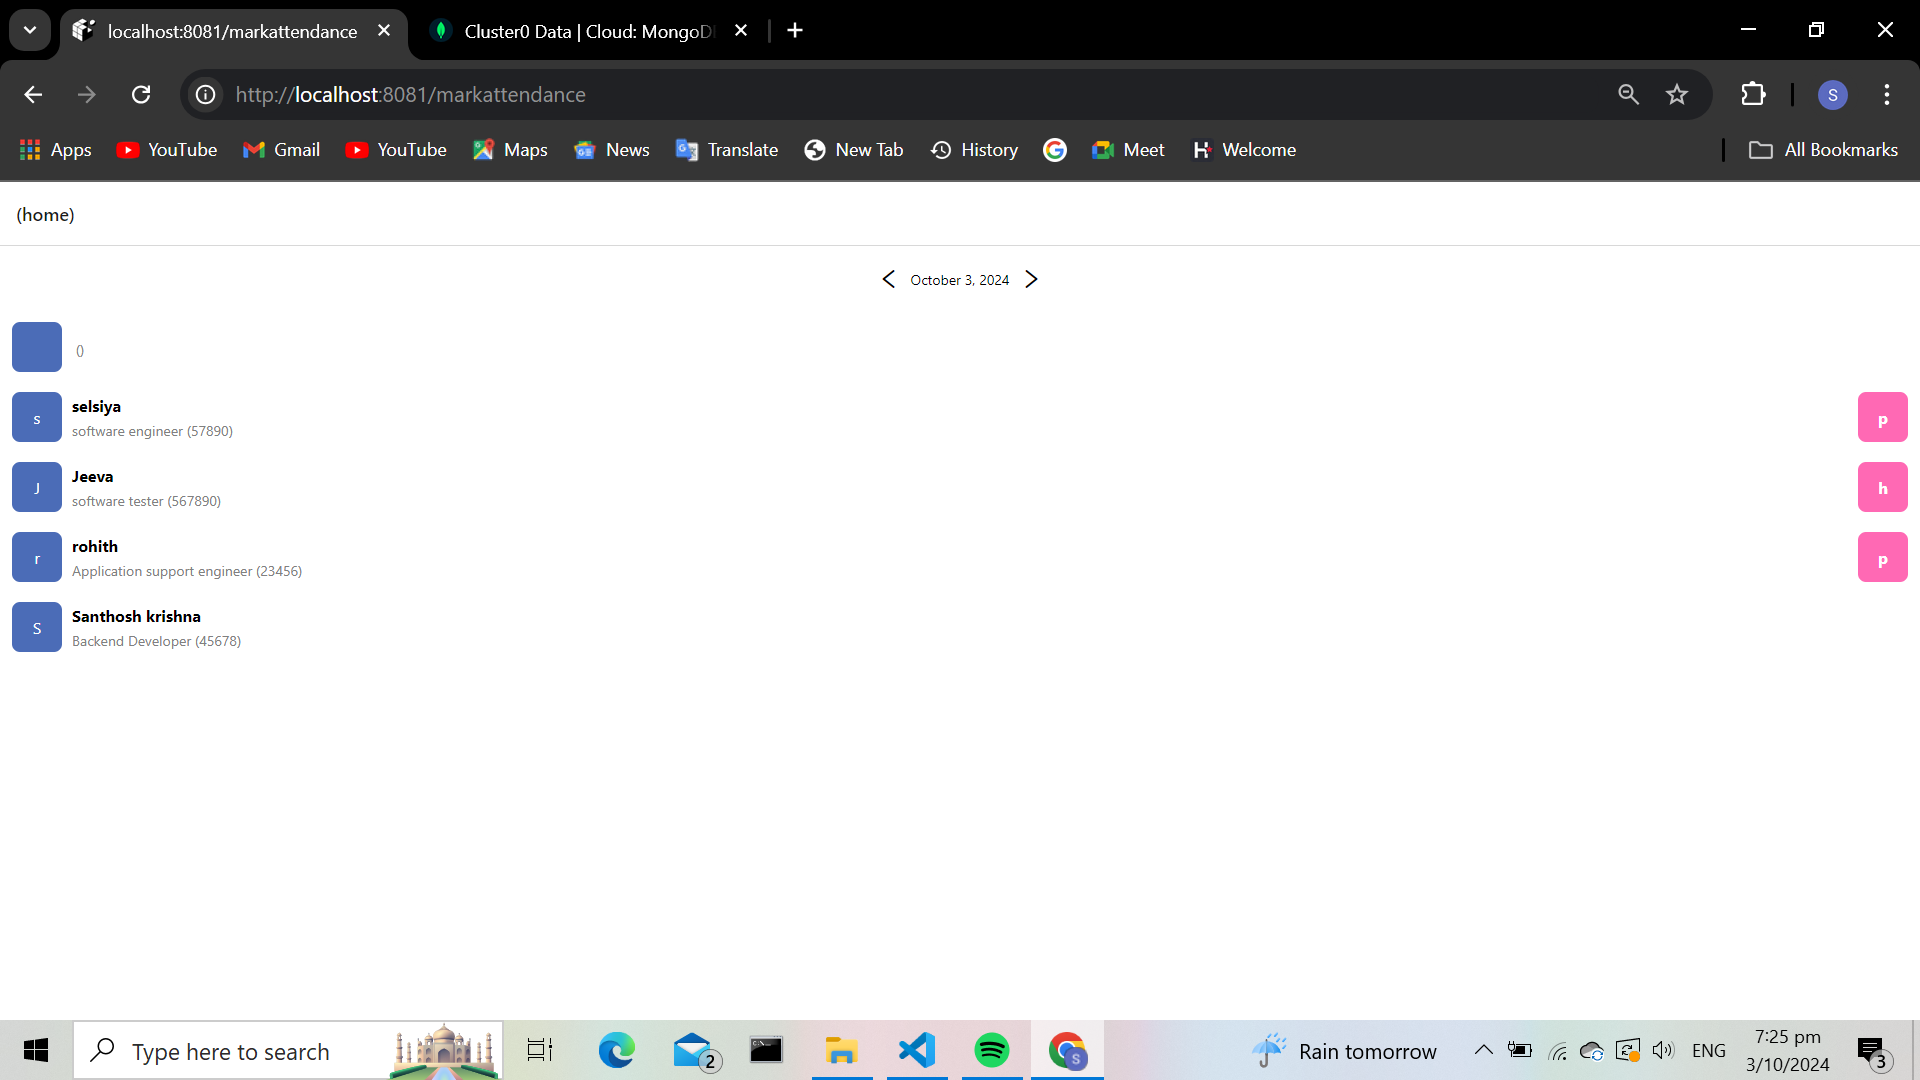 localhost:8081/markattendance
Cluster0 Data | Cloud: MongoD
http://localhost:8081/markattendance
S
Apps YouTube Gmail YouTube Maps News Translate New Tab History Meet Welcome All Bookmarks
(home)
October 3, 2024
()
s selsiya p
software engineer (57890)
J Jeeva h
software tester (567890)
r rohith p
Application support engineer (23456)
S Santhosh krishna
Backend Developer (45678)
Type here to search
2
S
Rain tomorrow
ENG
7:25 pm
3/10/2024
3